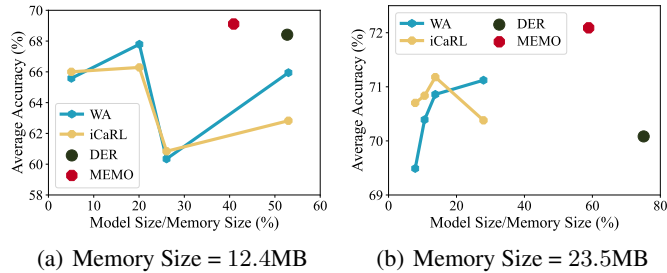 70
68
66
64
62
60
58
0 10 20 30 40 50 60
Average Accuracy (%)
Model Size/Memory Size (%)
WA
iCaRL
DER
MEMO
(a) Memory Size = 12.4MB
72
71
70
69
0 20 40 60 80
Average Accuracy (%)
Model Size/Memory Size (%)
WA
iCaRL
DER
MEMO
(b) Memory Size = 23.5MB